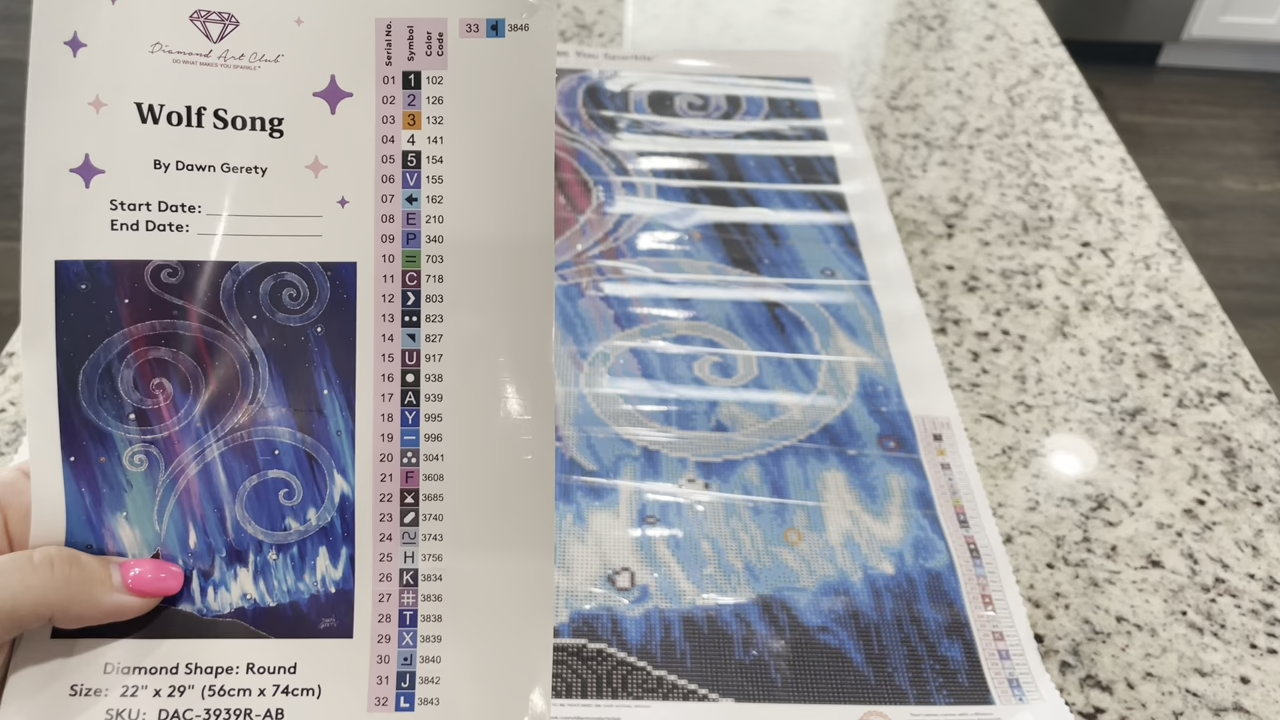 Diamond Art Club
DO WHAT MAKES YOU SPARKLE™
Wolf Song
By Dawn Gerety
Start Date:
End Date:
Diamond Shape: Round
Size: 22" x 29" (56cm x 74cm)
SKU: DAC-3939R-AB
Serial No. Symbol Color Code
01 1 102
02 2 126
03 3 132
04 4 141
05 5 154
06 V 155
07 162
08 E 210
09 P 340
10 = 703
11 C 718
12 803
13 823
14 827
15 U 917
16 938
17 A 939
18 Y 995
19 – 996
20 3041
21 F 3608
22 3685
23 3740
24 3743
25 H 3756
26 K 3834
27 # 3836
28 T 3838
29 X 3839
30 3840
31 J 3842
32 L 3843
33 3846
You Sparkle